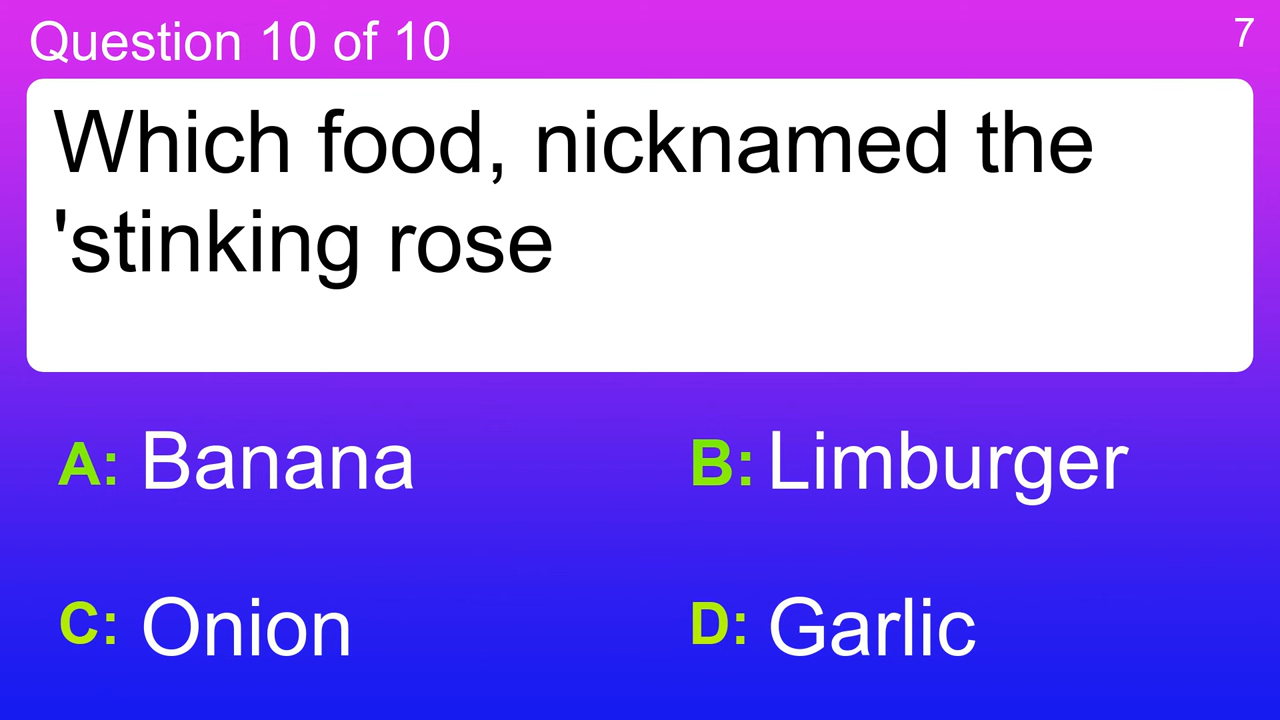 Question 10 of 10
7
Which food, nicknamed the
'stinking rose
A: Banana
B: Limburger
C: Onion
D: Garlic